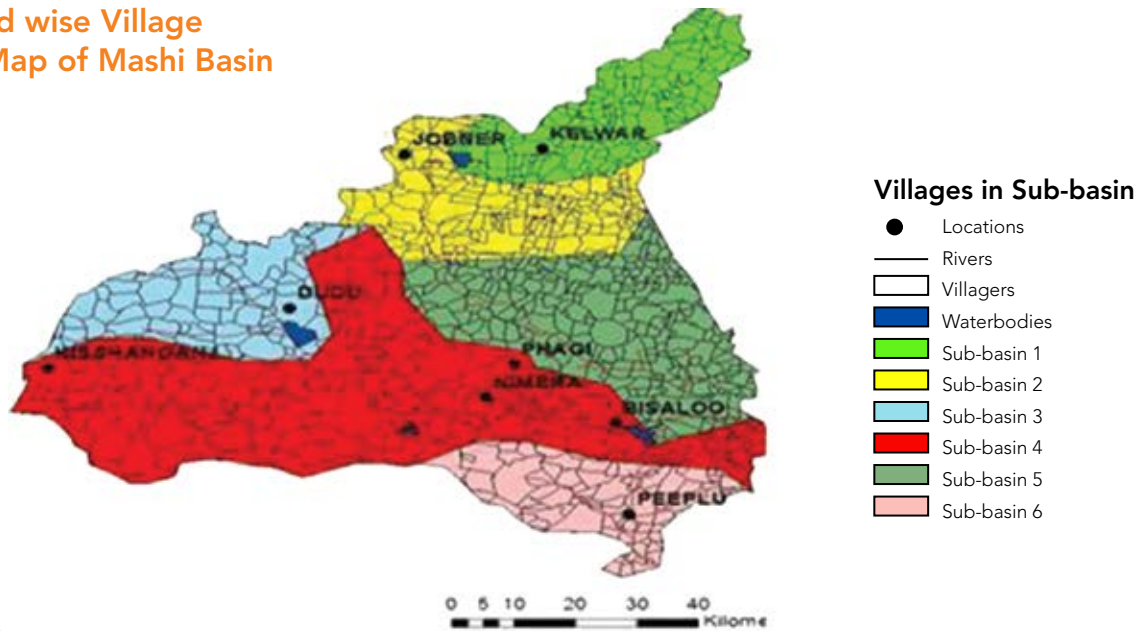 d wise Village
Map of Mashi Basin
JOBNER
KELWAR
DUDU
KISSHANGANJ
PHAGI
NIMERA
BISALOO
PEEPLU
0 5 10 20 30 40
Kilome
Villages in Sub-basin
Locations
Rivers
Villagers
Waterbodies
Sub-basin 1
Sub-basin 2
Sub-basin 3
Sub-basin 4
Sub-basin 5
Sub-basin 6